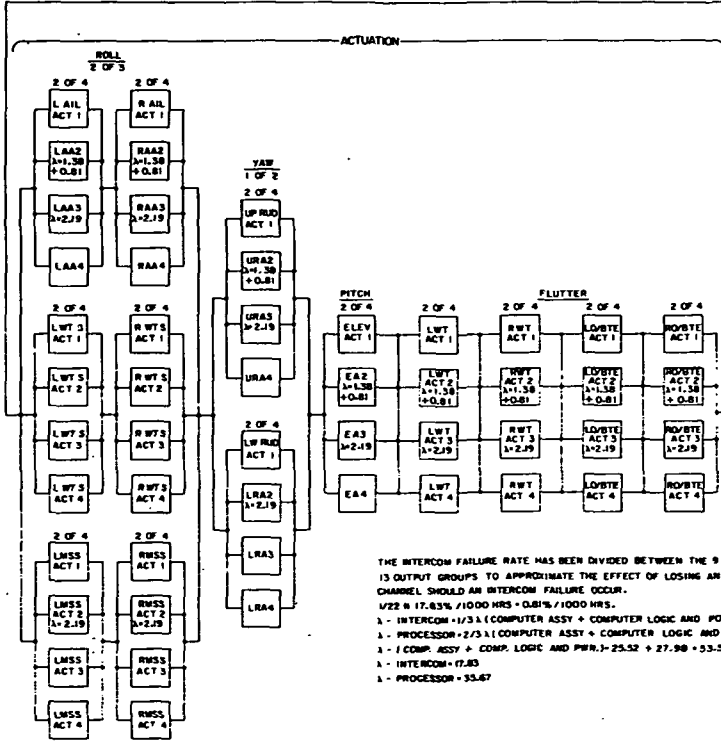 ACTUATION
ROLL
2 OF 3
2 OF 4
2 OF 4
L AIL
ACT 1
R AIL
ACT 1
LAA2
λ=1.38
+0.81
RAA2
λ=1.38
+0.81
LAA3
λ=2.19
RAA3
λ=2.19
LAA4
RAA4
2 OF 4
2 OF 4
LWT S
ACT 1
RWT S
ACT 1
LWT S
ACT 2
RWT S
ACT 2
LWT S
ACT 3
RWT S
ACT 3
LWT S
ACT 4
RWT S
ACT 4
2 OF 4
2 OF 4
LMSS
ACT 1
RMSS
ACT 1
LMSS
ACT 2
λ=2.19
RMSS
ACT 2
λ=2.19
LMSS
ACT 3
RMSS
ACT 3
LMSS
ACT 4
RMSS
ACT 4
YAW
1 OF 2
2 OF 4
UP RUD
ACT 1
URA2
λ=1.38
+0.81
URA3
λ=2.19
URA4
2 OF 4
LW RUD
ACT 1
LRA2
λ=2.19
LRA3
LRA4
PITCH
2 OF 4
ELEV
ACT 1
EA2
λ=1.38
+0.81
EA3
λ=2.19
EA4
FLUTTER
2 OF 4
2 OF 4
2 OF 4
2 OF 4
LWT
ACT 1
RWT
ACT 1
LO/BTE
ACT 1
RO/BTE
ACT 1
LWT
ACT 2
λ=1.38
+0.81
RWT
ACT 2
λ=1.38
+0.81
LO/BTE
ACT 2
λ=1.38
+0.81
RO/BTE
ACT 2
λ=1.38
+0.81
LWT
ACT 3
λ=2.19
RWT
ACT 3
λ=2.19
LO/BTE
ACT 3
λ=2.19
RO/BTE
ACT 3
λ=2.19
LWT
ACT 4
RWT
ACT 4
LO/BTE
ACT 4
RO/BTE
ACT 4
THE INTERCOM FAILURE RATE HAS BEEN DIVIDED BETWEEN THE 9
13 OUTPUT GROUPS TO APPROXIMATE THE EFFECT OF LOSING AN
CHANNEL SHOULD AN INTERCOM FAILURE OCCUR.
1/22 x 17.83% /1000 HRS = 0.81% /1000 HRS.
λ - INTERCOM = 1/3 λ (COMPUTER ASSY + COMPUTER LOGIC AND PO
λ - PROCESSOR = 2/3 λ (COMPUTER ASSY + COMPUTER LOGIC AND
λ - (COMP. ASSY + COMP. LOGIC AND PWR.) = 25.52 + 27.98 = 53.5
λ - INTERCOM = 17.83
λ - PROCESSOR = 35.67